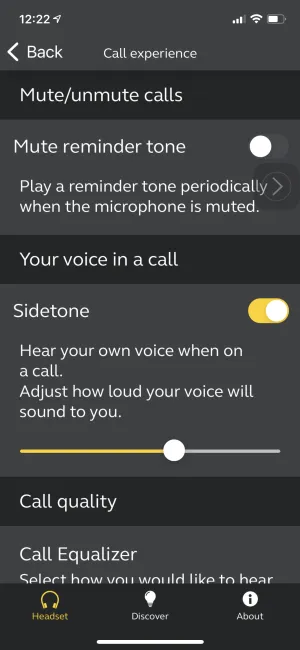 12:22
Back
Call experience
Mute/unmute calls
Mute reminder tone
Play a reminder tone periodically
when the microphone is muted.
Your voice in a call
Sidetone
Hear your own voice when on
a call.
Adjust how loud your voice will
sound to you.
Call quality
Call Equalizer
Select how you would like to hear
Headset
Discover
About